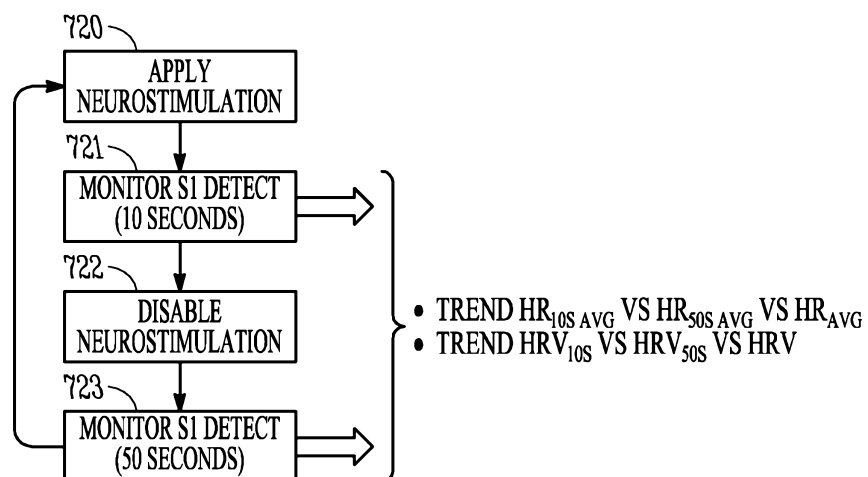 720
APPLY
NEUROSTIMULATION
721
MONITOR S1 DETECT
(10 SECONDS)
722
DISABLE
NEUROSTIMULATION
723
MONITOR S1 DETECT
(50 SECONDS)
• TREND HR10S AVG VS HR50S AVG VS HRAVG
• TREND HRV10S VS HRV50S VS HRV